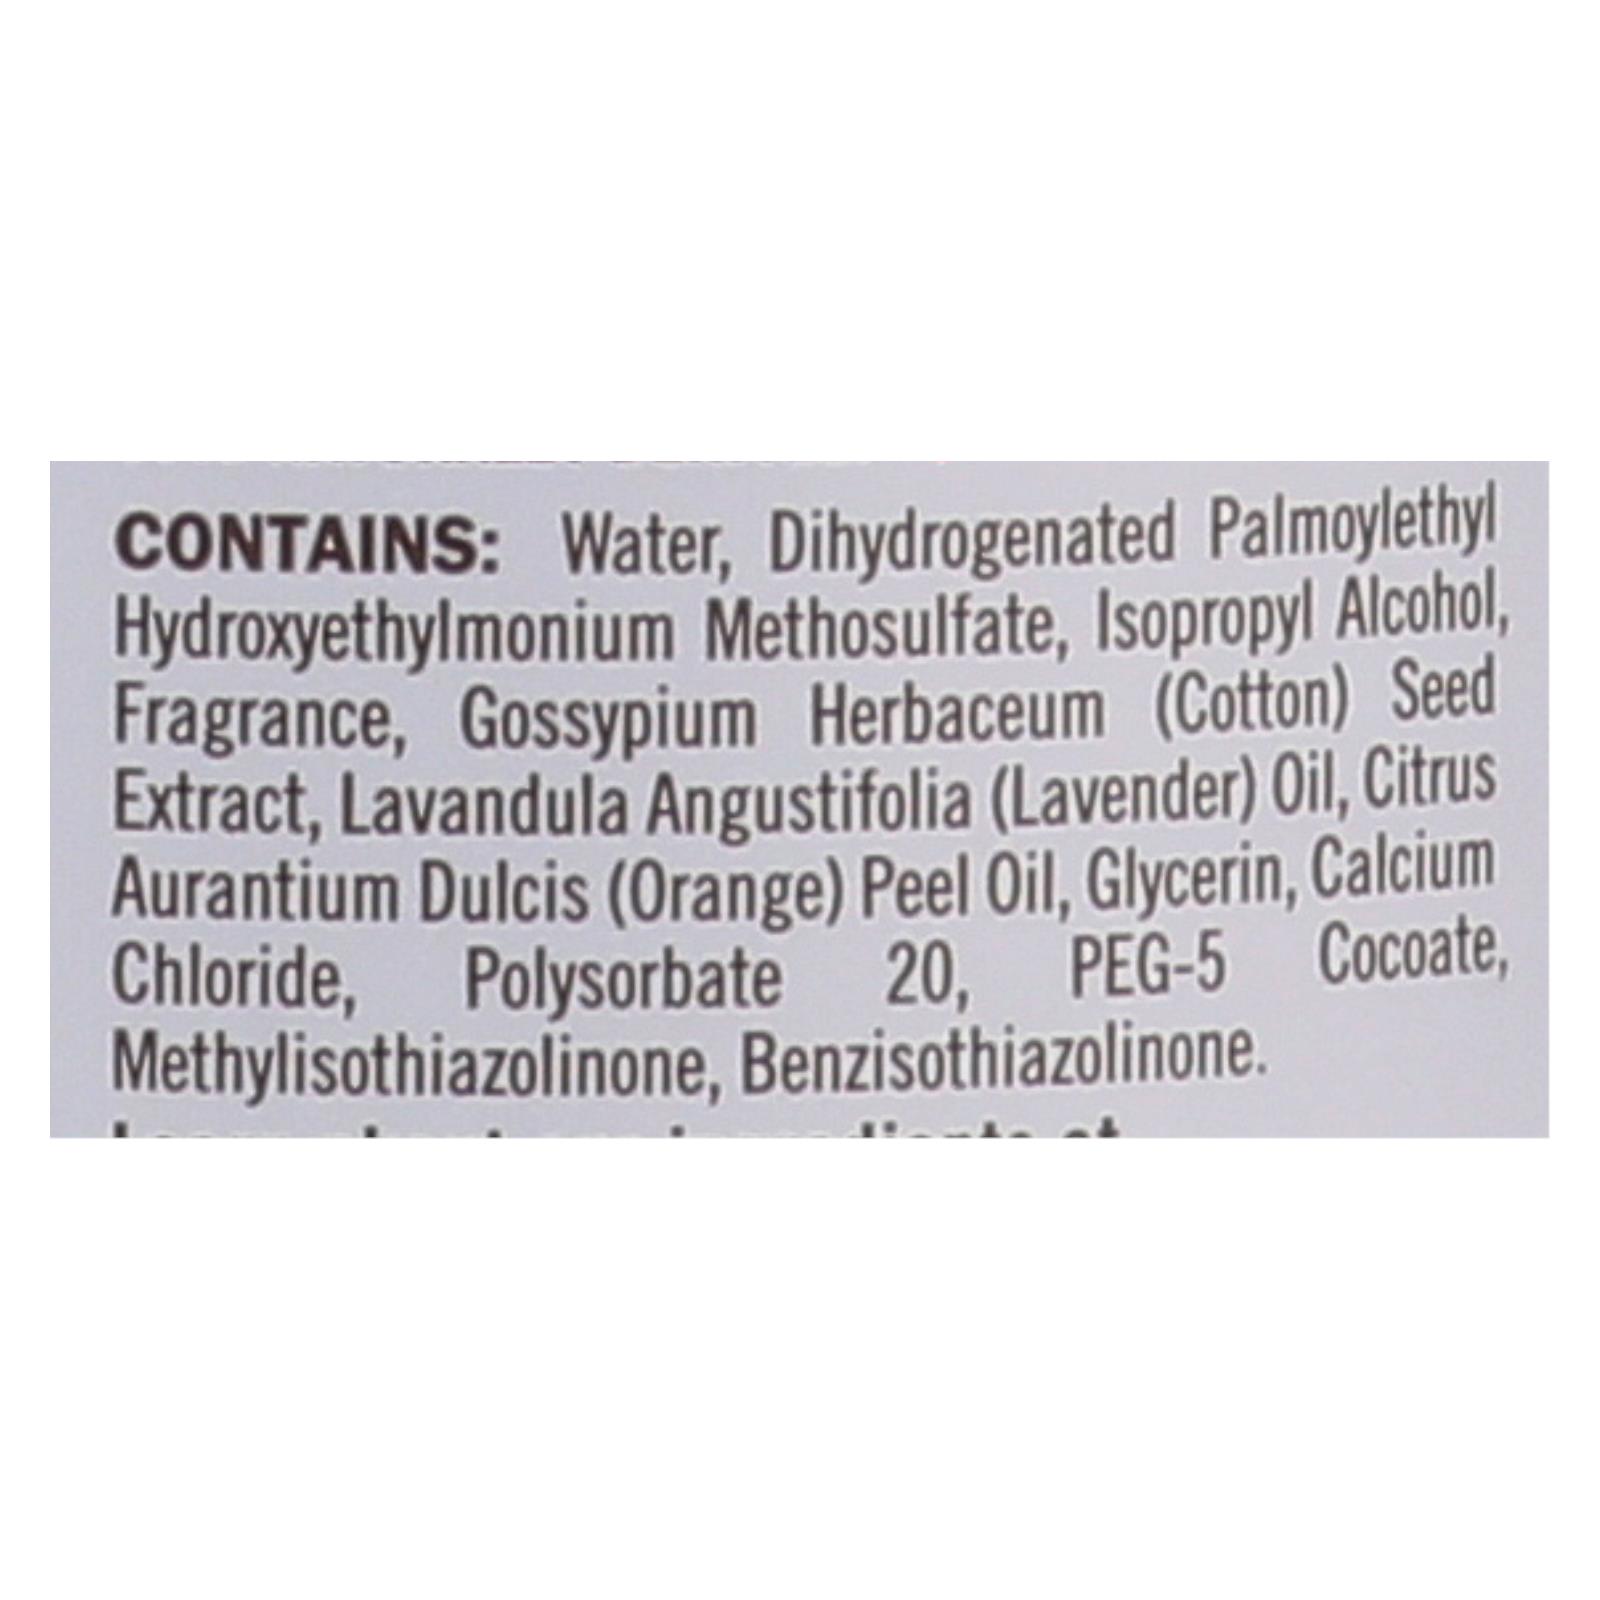 CONTAINS: Water, Dihydrogenated Palmoylethyl
Hydroxyethylmonium Methosulfate, Isopropyl Alcohol,
Fragrance, Gossypium Herbaceum (Cotton) Seed
Extract, Lavandula Angustifolia (Lavender) Oil, Citrus
Aurantium Dulcis (Orange) Peel Oil, Glycerin, Calcium
Chloride, Polysorbate 20, PEG-5 Cocoate,
Methylisothiazolinone, Benzisothiazolinone.